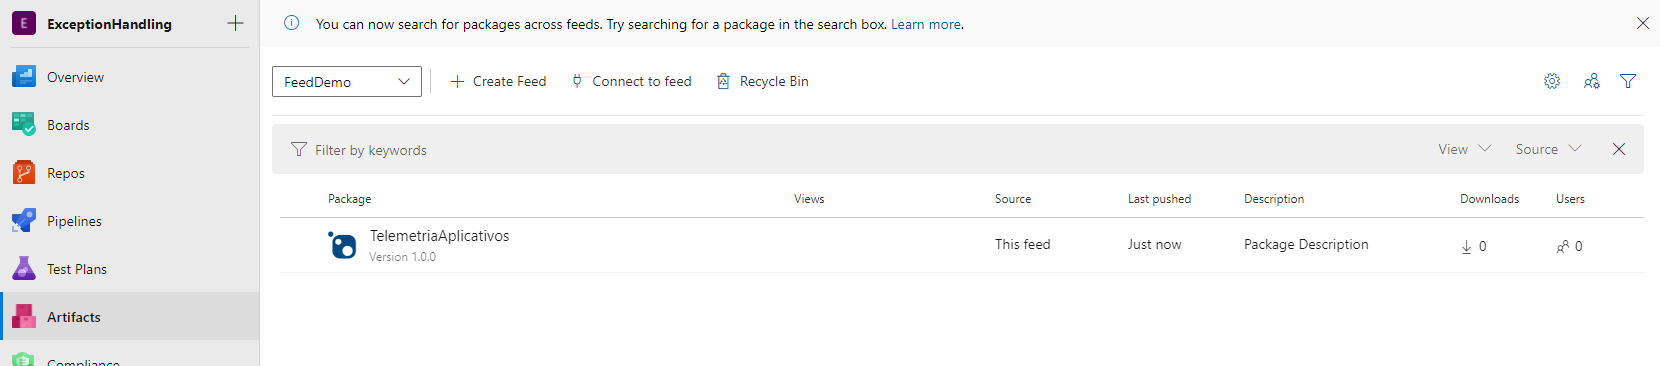 E ExceptionHandling
You can now search for packages across feeds. Try searching for a package in the search box. Learn more.
Overview
Boards
Repos
Pipelines
Test Plans
Artifacts
Compliance
FeedDemo Create Feed Connect to feed Recycle Bin
Filter by keywords View Source
Package Views Source Last pushed Description Downloads Users
TelemetriaAplicativos This feed Just now Package Description 0 0
Version 1.0.0